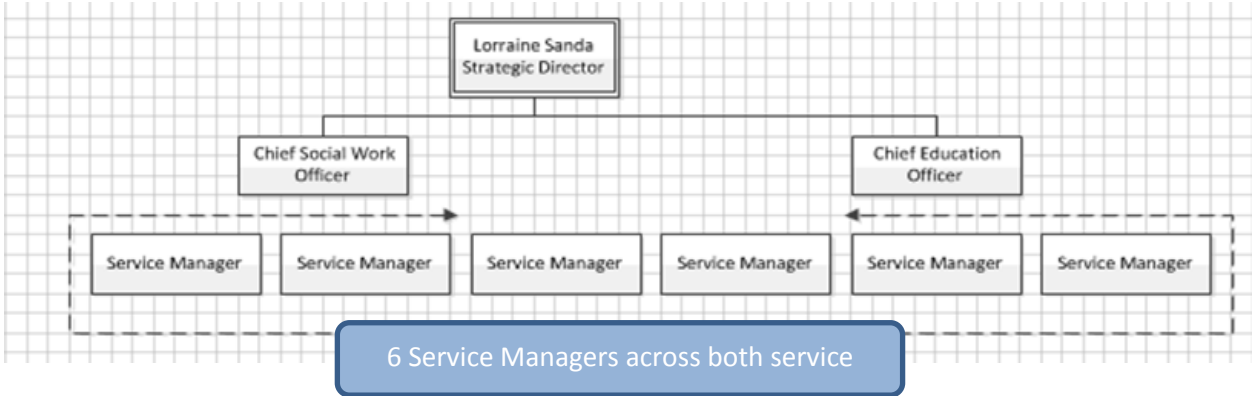 Lorraine Sanda
Strategic Director
Chief Social Work
Officer
Chief Education
Officer
Service Manager
Service Manager
Service Manager
Service Manager
Service Manager
Service Manager
6 Service Managers across both service